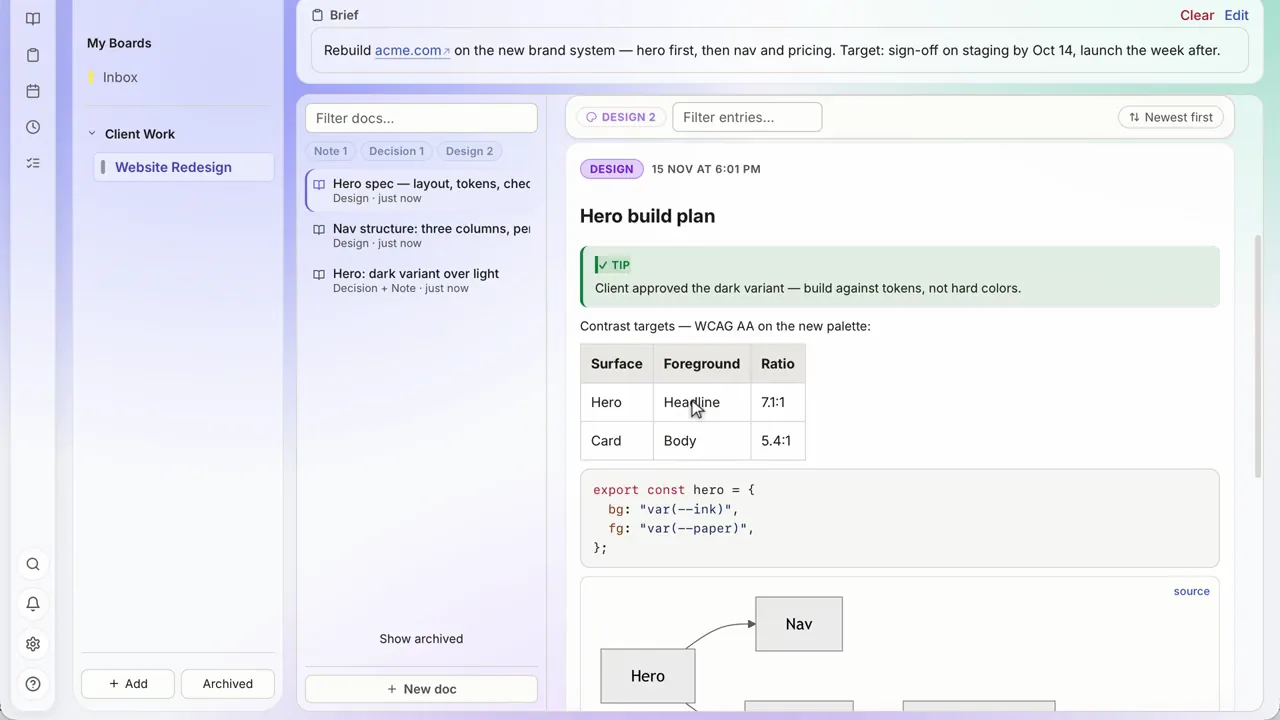 My Boards
Inbox
Client Work
Website Redesign
+ Add
Archived
Brief
Clear
Edit
Rebuild acme.com↗ on the new brand system — hero first, then nav and pricing. Target: sign-off on staging by Oct 14, launch the week after.
Filter docs...
Note 1
Decision 1
Design 2
Hero spec — layout, tokens, chec
Design · just now
Nav structure: three columns, per
Design · just now
Hero: dark variant over light
Decision + Note · just now
Show archived
+ New doc
DESIGN 2
Filter entries...
Newest first
DESIGN
15 NOV AT 6:01 PM
Hero build plan
✓ TIP
Client approved the dark variant — build against tokens, not hard colors.
Contrast targets — WCAG AA on the new palette:
Surface Foreground Ratio
Hero Headline 7.1:1
Card Body 5.4:1
export const hero = {
  bg: "var(--ink)",
  fg: "var(--paper)",
};
source
Nav
Hero